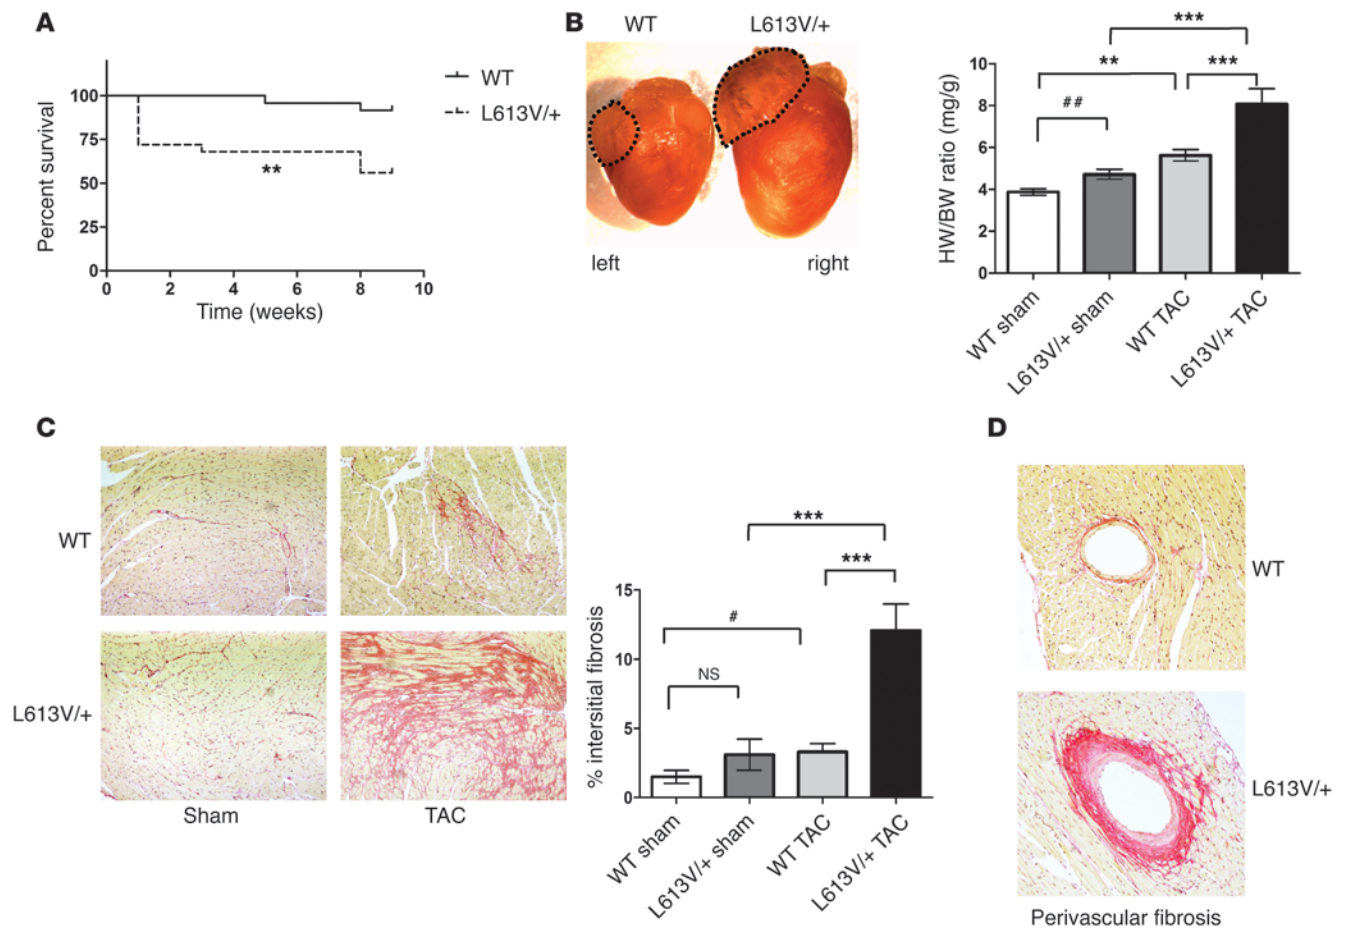 A
Percent survival
100
75
50
25
0
0 2 4 6 8 10
Time (weeks)
**
WT
L613V/+
B
WT L613V/+
left right
HW/BW ratio (mg/g)
10
8
6
4
2
0
***
** ***
##
WT sham
L613V/+ sham
WT TAC
L613V/+ TAC
C
WT
L613V/+
Sham TAC
% intersitial fibrosis
15
10
5
0
***
***
#
NS
WT sham
L613V/+ sham
WT TAC
L613V/+ TAC
D
WT
L613V/+
Perivascular fibrosis